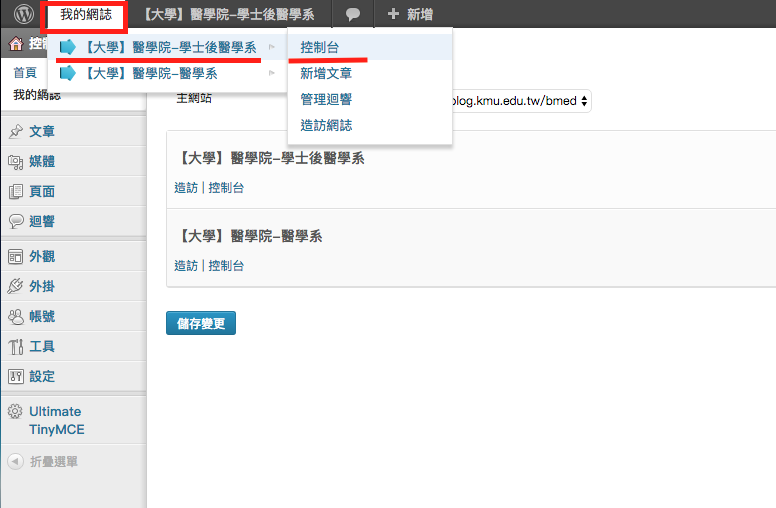 我的網誌
【大學】醫學院–學士後醫學系
新增
控制
【大學】醫學院–學士後醫學系
【大學】醫學院–醫學系
控制台
新增文章
管理迴響
造訪網誌
首頁
我的網誌
文章
媒體
頁面
迴響
外觀
外掛
帳號
工具
設定
Ultimate
TinyMCE
折疊選單
主網站
blog.kmu.edu.tw/bmed
【大學】醫學院–學士後醫學系
造訪 | 控制台
【大學】醫學院–醫學系
造訪 | 控制台
儲存變更